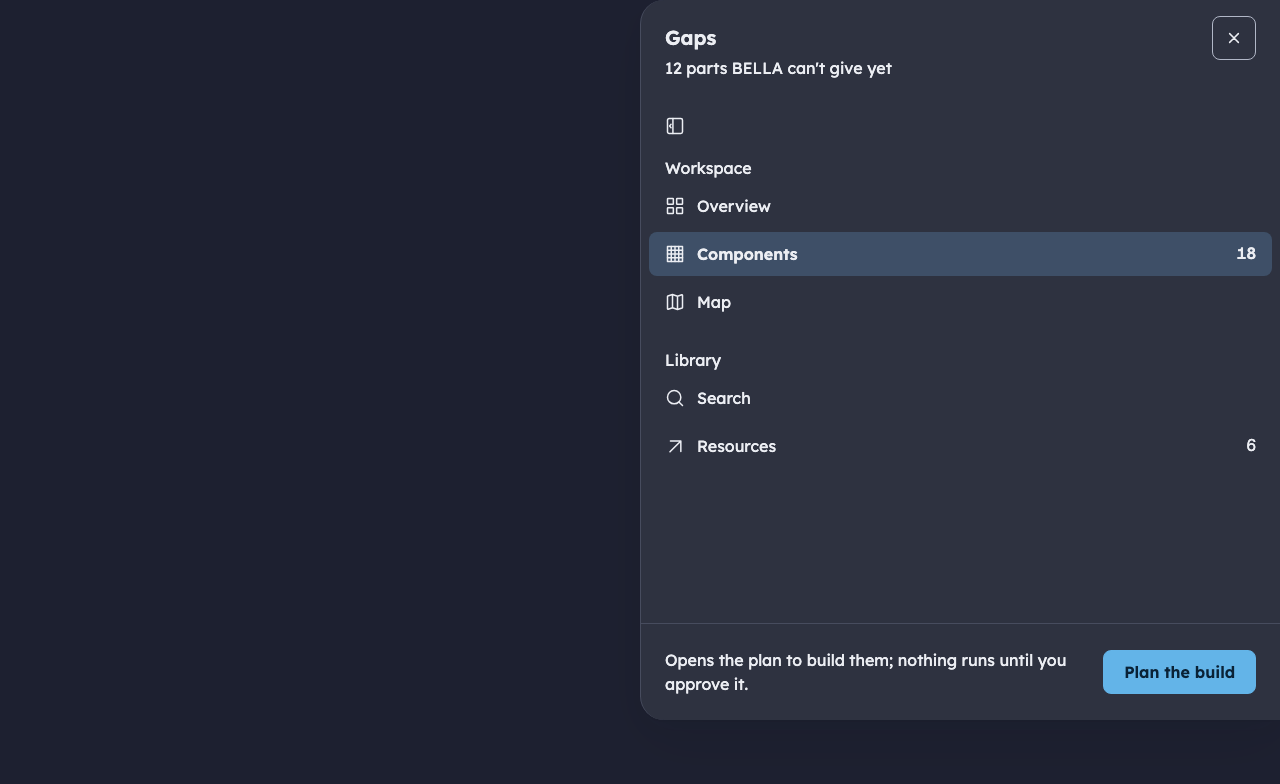 Gaps
12 parts BELLA can't give yet
Workspace
Overview
Components 18
Map
Library
Search
Resources 6
Opens the plan to build them; nothing runs until you
approve it.
Plan the build